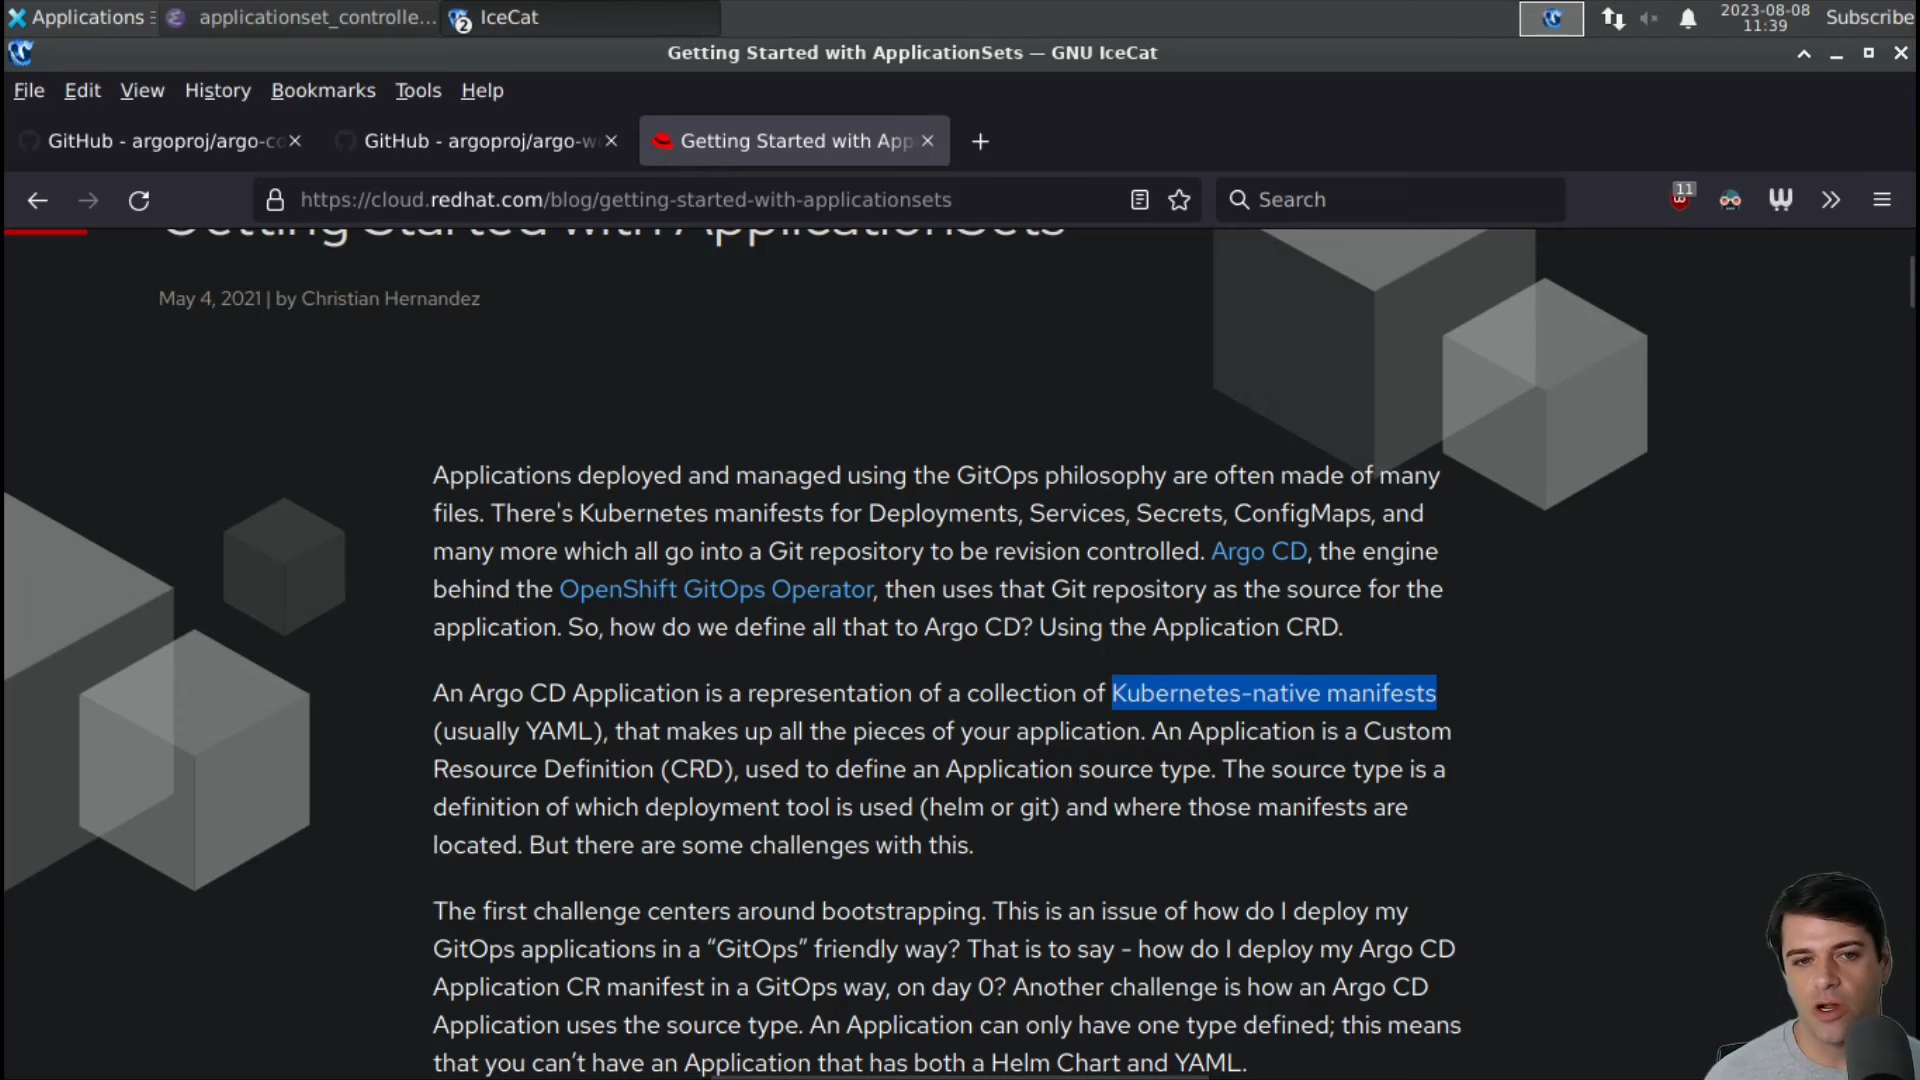 Applications
applicationset_controlle...
2
IceCat
2023-08-08
11:39
Subscribe
Getting Started with ApplicationSets — GNU IceCat
File Edit View History Bookmarks Tools Help
GitHub - argoproj/argo-cd
GitHub - argoproj/argo-w
Getting Started with App
https://cloud.redhat.com/blog/getting-started-with-applicationsets
Search
11
Getting Started with ApplicationSets
May 4, 2021 | by Christian Hernandez
Applications deployed and managed using the GitOps philosophy are often made of many
files. There's Kubernetes manifests for Deployments, Services, Secrets, ConfigMaps, and
many more which all go into a Git repository to be revision controlled. Argo CD, the engine
behind the OpenShift GitOps Operator, then uses that Git repository as the source for the
application. So, how do we define all that to Argo CD? Using the Application CRD.
An Argo CD Application is a representation of a collection of Kubernetes-native manifests
(usually YAML), that makes up all the pieces of your application. An Application is a Custom
Resource Definition (CRD), used to define an Application source type. The source type is a
definition of which deployment tool is used (helm or git) and where those manifests are
located. But there are some challenges with this.
The first challenge centers around bootstrapping. This is an issue of how do I deploy my
GitOps applications in a “GitOps” friendly way? That is to say - how do I deploy my Argo CD
Application CR manifest in a GitOps way, on day 0? Another challenge is how an Argo CD
Application uses the source type. An Application can only have one type defined; this means
that you can’t have an Application that has both a Helm Chart and YAML.